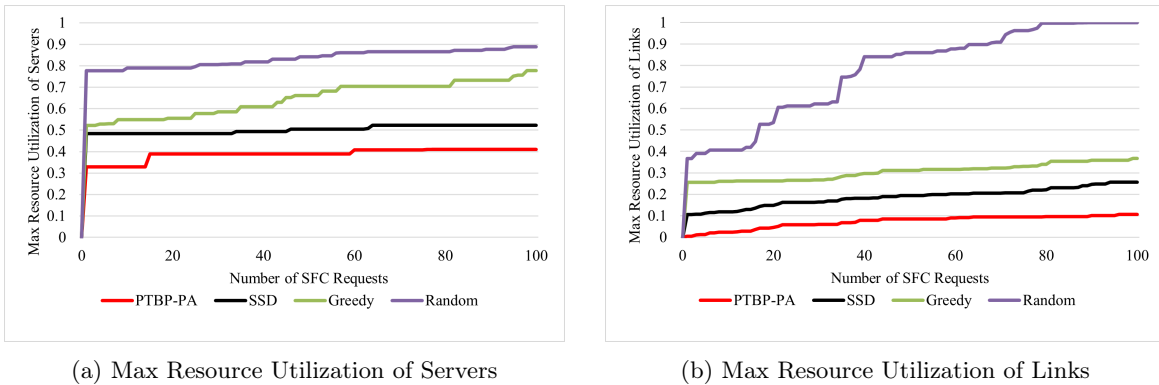 Max Resource Utilization of Servers
1
0.9
0.8
0.7
0.6
0.5
0.4
0.3
0.2
0.1
0
0 20 40 60 80 100
Number of SFC Requests
PTBP-PA SSD Greedy Random
(a) Max Resource Utilization of Servers
Max Resource Utilization of Links
1
0.9
0.8
0.7
0.6
0.5
0.4
0.3
0.2
0.1
0
0 20 40 60 80 100
Number of SFC Requests
PTBP-PA SSD Greedy Random
(b) Max Resource Utilization of Links